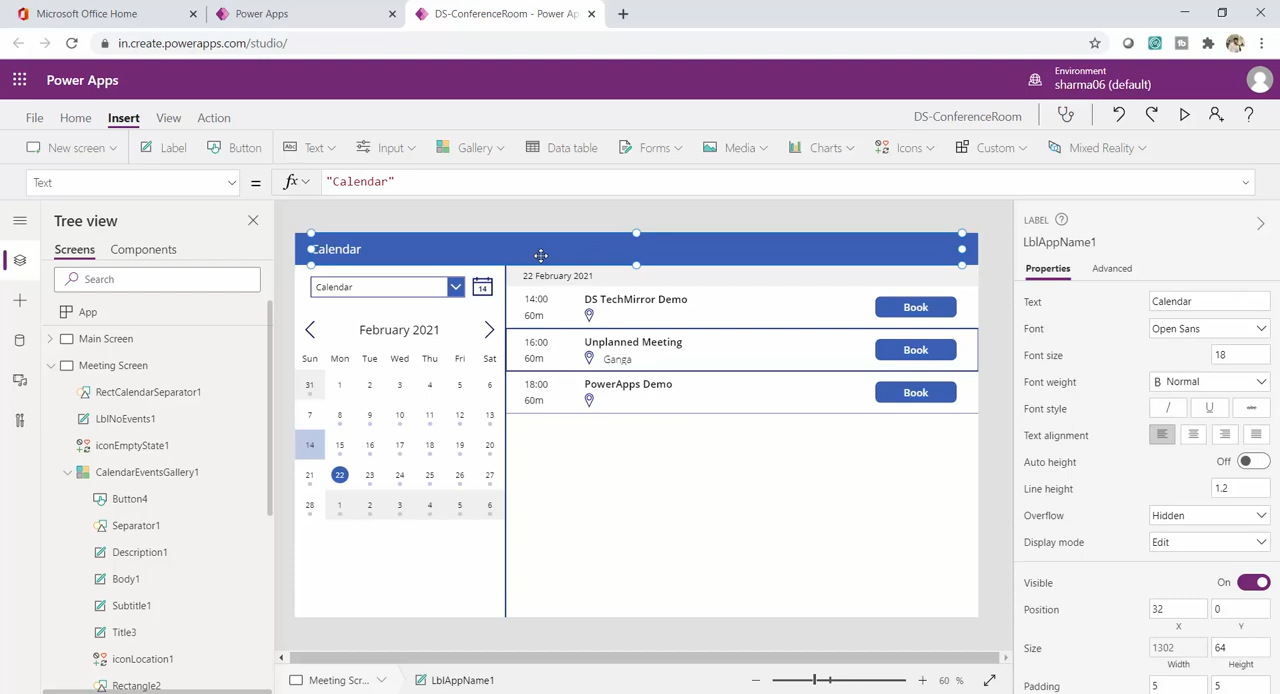 Microsoft Office Home
Power Apps
DS-ConferenceRoom - Power Ap
in.create.powerapps.com/studio/
Power Apps
Environment
sharma06 (default)
File Home Insert View Action
DS-ConferenceRoom
New screen Label Button Text Input Gallery Data table Forms Media Charts Icons Custom Mixed Reality
Text = fx "Calendar"
Tree view
Screens Components
Search
App
Main Screen
Meeting Screen
RectCalendarSeparator1
LblNoEvents1
iconEmptyState1
CalendarEventsGallery1
Button4
Separator1
Description1
Body1
Subtitle1
Title3
iconLocation1
Rectangle2
Calendar
Calendar
14
February 2021
Sun Mon Tue Wed Thu Fri Sat
31 1 2 3 4 5 6
7 8 9 10 11 12 13
14 15 16 17 18 19 20
21 22 23 24 25 26 27
28 1 2 3 4 5 6
22 February 2021
14:00 DS TechMirror Demo Book
60m
16:00 Unplanned Meeting Book
60m Ganga
18:00 PowerApps Demo Book
60m
Meeting Scr... LblAppName1
60 %
LABEL
LblAppName1
Properties Advanced
Text Calendar
Font Open Sans
Font size 18
Font weight B Normal
Font style / U abc
Text alignment
Auto height Off
Line height 1.2
Overflow Hidden
Display mode Edit
Visible On
Position 32 0
X Y
Size 1302 64
Width Height
Padding 5 5